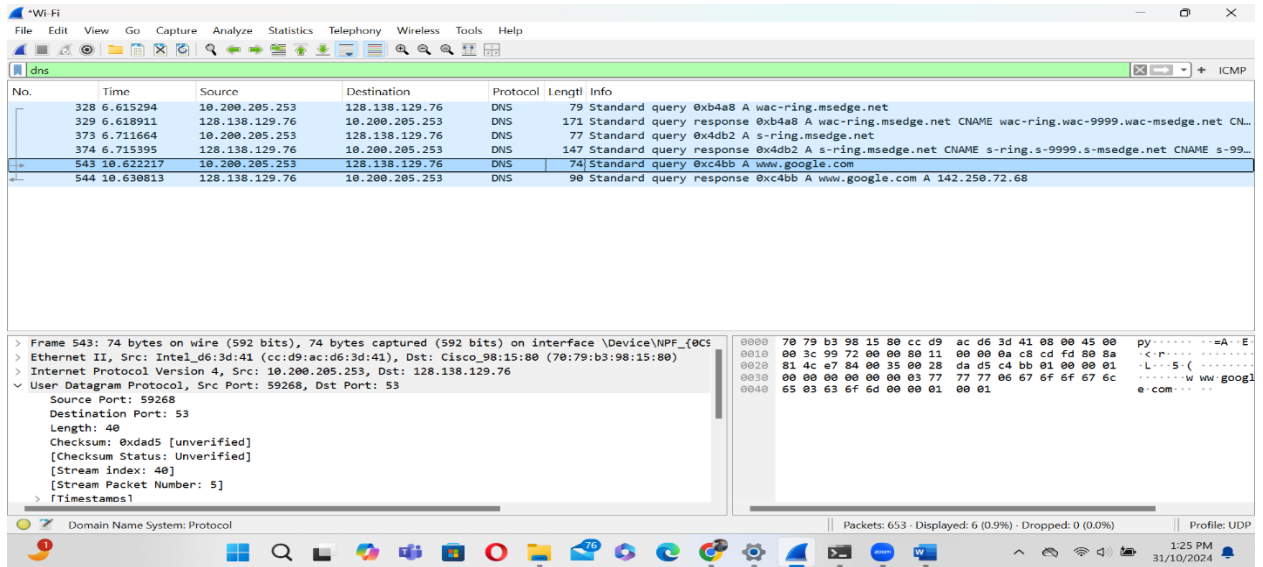 *Wi-Fi
File Edit View Go Capture Analyze Statistics Telephony Wireless Tools Help
dns + ICMP
No. Time Source Destination Protocol Lengtl Info
328 6.615294 10.200.205.253 128.138.129.76 DNS 79 Standard query 0xb4a8 A wac-ring.msedge.net
329 6.618911 128.138.129.76 10.200.205.253 DNS 171 Standard query response 0xb4a8 A wac-ring.msedge.net CNAME wac-ring.wac-9999.wac-msedge.net CN…
373 6.711664 10.200.205.253 128.138.129.76 DNS 77 Standard query 0x4db2 A s-ring.msedge.net
374 6.715395 128.138.129.76 10.200.205.253 DNS 147 Standard query response 0x4db2 A s-ring.msedge.net CNAME s-ring.s-9999.s-msedge.net CNAME s-99…
543 10.622217 10.200.205.253 128.138.129.76 DNS 74 Standard query 0xc4bb A www.google.com
544 10.630813 128.138.129.76 10.200.205.253 DNS 90 Standard query response 0xc4bb A www.google.com A 142.250.72.68
> Frame 543: 74 bytes on wire (592 bits), 74 bytes captured (592 bits) on interface \Device\NPF_{0C9
> Ethernet II, Src: Intel_d6:3d:41 (cc:d9:ac:d6:3d:41), Dst: Cisco_98:15:80 (70:79:b3:98:15:80)
> Internet Protocol Version 4, Src: 10.200.205.253, Dst: 128.138.129.76
User Datagram Protocol, Src Port: 59268, Dst Port: 53
Source Port: 59268
Destination Port: 53
Length: 40
Checksum: 0xdad5 [unverified]
[Checksum Status: Unverified]
[Stream index: 40]
[Stream Packet Number: 5]
> [Timestamps]
0000 70 79 b3 98 15 80 cc d9 ac d6 3d 41 08 00 45 00 py······ ··=A··E·
0010 00 3c 99 72 00 00 80 11 00 00 0a c8 cd fd 80 8a ·<·r···· ········
0020 81 4c e7 84 00 35 00 28 da d5 c4 bb 01 00 00 01 ·L···5·( ········
0030 00 00 00 00 00 00 03 77 77 77 06 67 6f 6f 67 6c ·······w ww·googl
0040 65 03 63 6f 6d 00 00 01 00 01 e·com··· ··
Domain Name System: Protocol
Packets: 653 · Displayed: 6 (0.9%) · Dropped: 0 (0.0%)
Profile: UDP
1
76
zoom
W
1:25 PM
31/10/2024